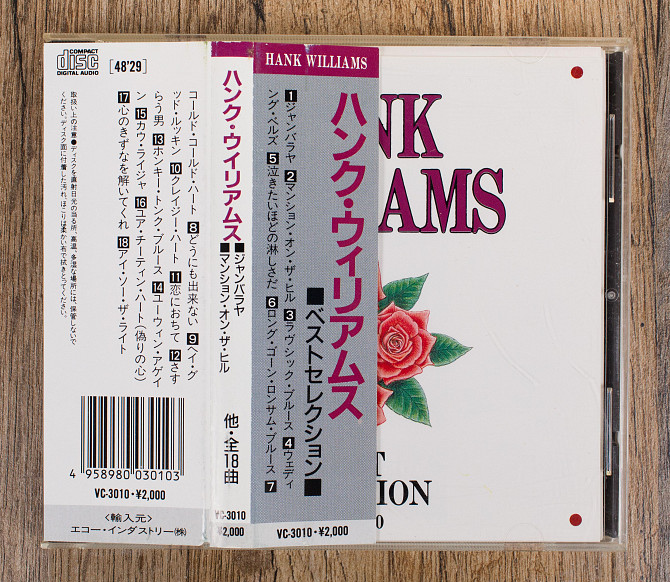 COMPACT
disc
DIGITAL AUDIO
[48'29]
コールド・コールド・ハート 8どうにも出来ない 9ヘイ・グ
ッド・ルッキン 10クレイジー・ハート 11恋におちて 12さす
らう男 13ホンキー・トンク・ブルース 14ユーウィン・アゲイ
ン 15カウ・ライジャ 16ユア・チーティン・ハート(偽りの心)
17心のきずなを解いてくれ 18アイ・ソー・ザ・ライト
取扱い上の注意●ディスクを直射日光の当る所、高温、多湿な場所には、保管しないで
ください。ディスク面に付着した汚れ、ほこりは柔かい布で拭きとってください。
4 958980 030103
VC-3010・¥2,000
<輸入元>
エコー・インダストリー㈱
ハンク・ウイリアムス
■ジャンバラヤ
■マンション・オン・ザ・ヒル
他・全18曲
VC-3010
¥2,000
HANK WILLIAMS
ハンク・ウィリアムス
■ベストセレクション■
1ジャンバラヤ 2マンション・オン・ザ・ヒル 3ラヴシック・ブルース 4ウェディ
ング・ベルズ 5泣きたいほどの淋しさだ 6ロング・ゴーン・ロンサム・ブルース 7
VC-3010・¥2,000
NK
AMS
T
ION
0